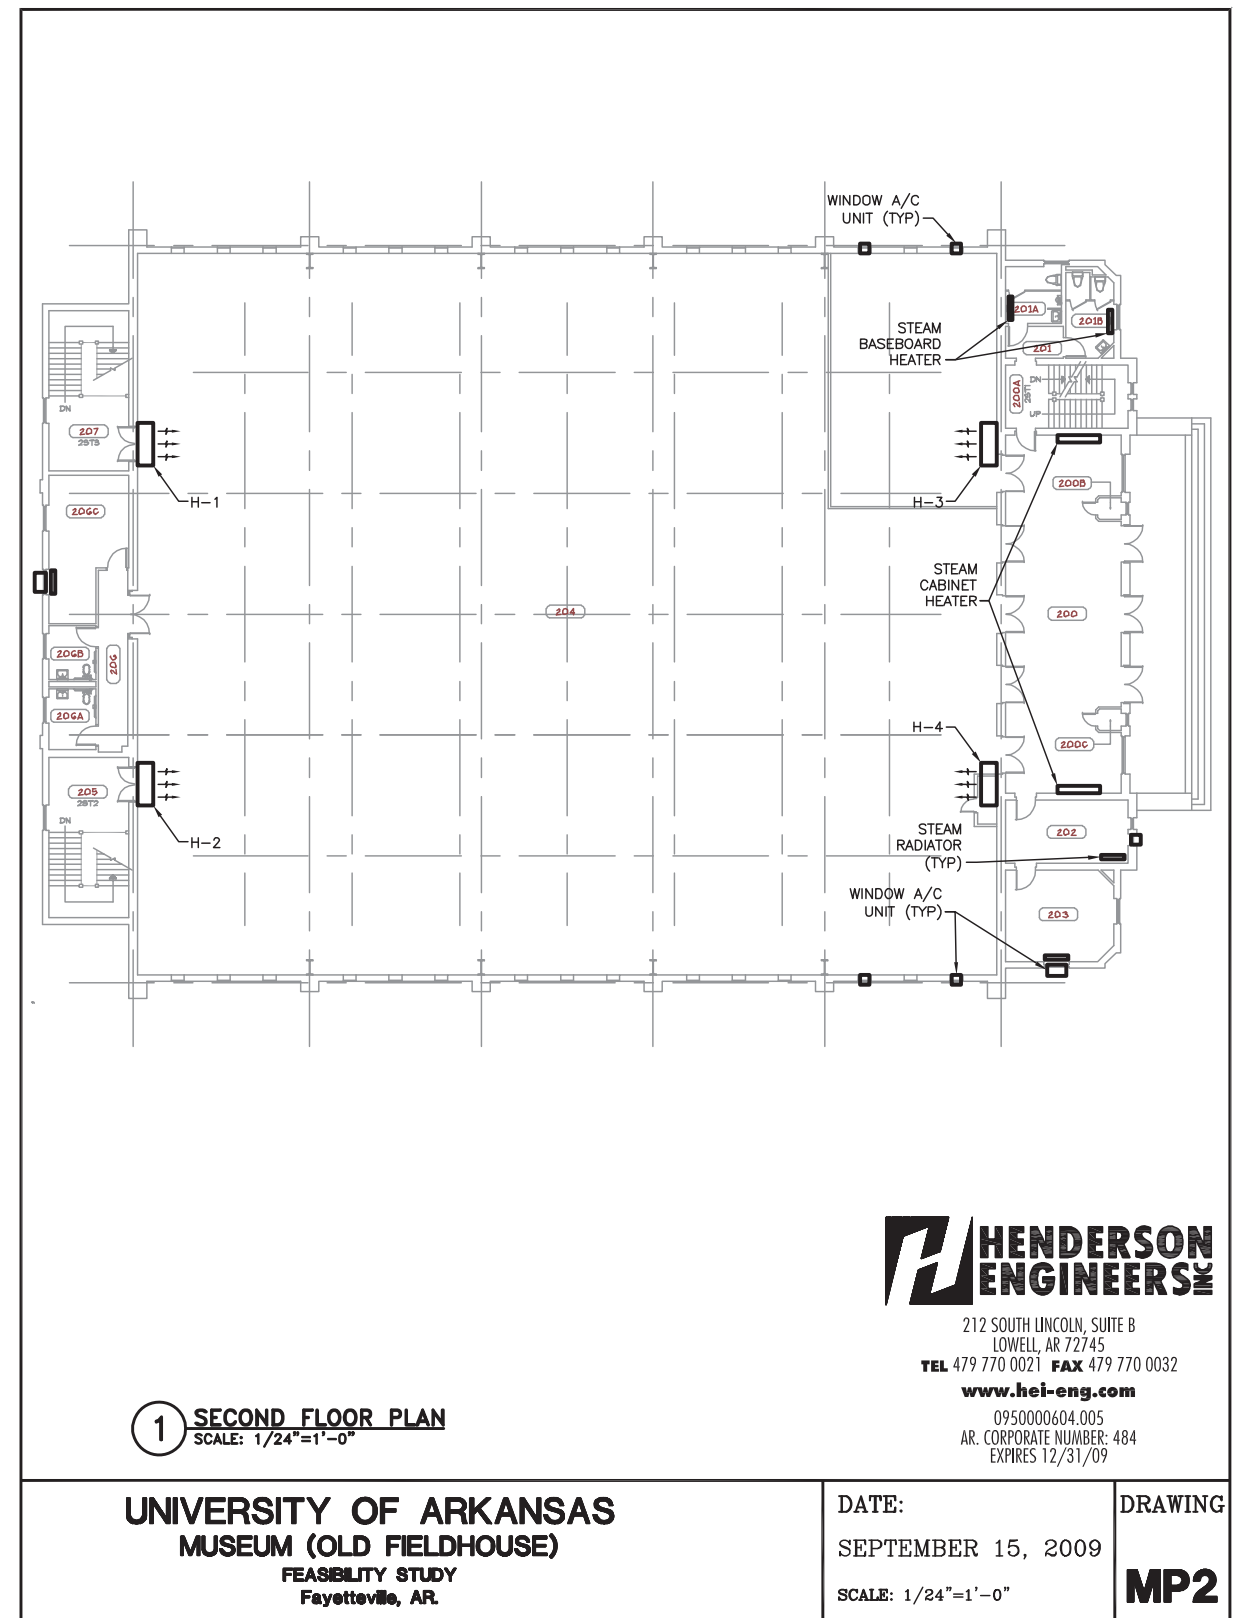 WINDOW A/C
UNIT (TYP)
201A
201B
STEAM
BASEBOARD
HEATER
201
DN
200A
2ST1
UP
DN
207
2ST3
H-1
H-3
200B
206C
STEAM
CABINET
HEATER
204
200
206B
206
206A
H-4
200C
205
2ST2
DN
H-2
STEAM
RADIATOR
(TYP)
202
WINDOW A/C
UNIT (TYP)
203
HENDERSON
ENGINEERS INC
212 SOUTH LINCOLN, SUITE B
LOWELL, AR 72745
TEL 479 770 0021 FAX 479 770 0032
www.hei-eng.com
0950000604.005
AR. CORPORATE NUMBER: 484
EXPIRES 12/31/09
1 SECOND FLOOR PLAN
SCALE: 1/24"=1'-0"
UNIVERSITY OF ARKANSAS
MUSEUM (OLD FIELDHOUSE)
FEASIBILITY STUDY
Fayetteville, AR.
DATE:
SEPTEMBER 15, 2009
SCALE: 1/24"=1'-0"
DRAWING
MP2